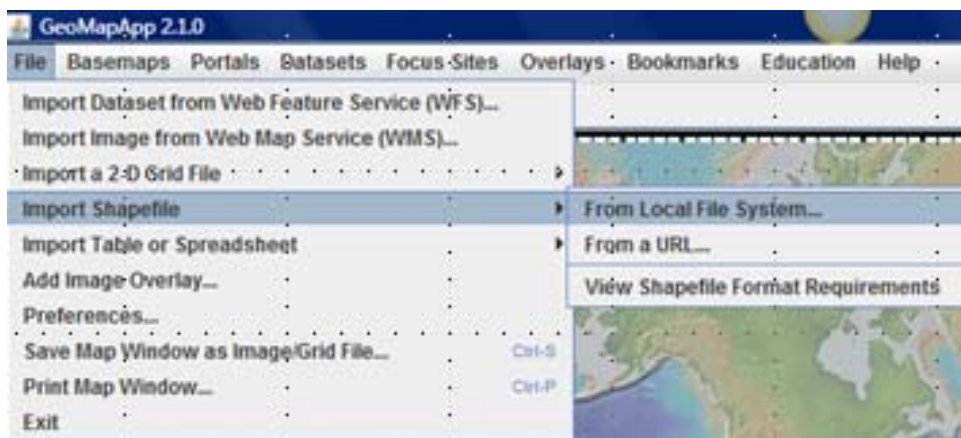 GeoMapApp 2.1.0
File Basemaps Portals Datasets Focus Sites Overlays Bookmarks Education Help
Import Dataset from Web Feature Service (WFS)...
Import Image from Web Map Service (WMS)...
Import a 2-D Grid File
Import Shapefile
From Local File System...
Import Table or Spreadsheet
From a URL...
Add Image Overlay...
View Shapefile Format Requirements
Preferences...
Save Map Window as Image/Grid File... Ctrl-S
Print Map Window... Ctrl-P
Exit